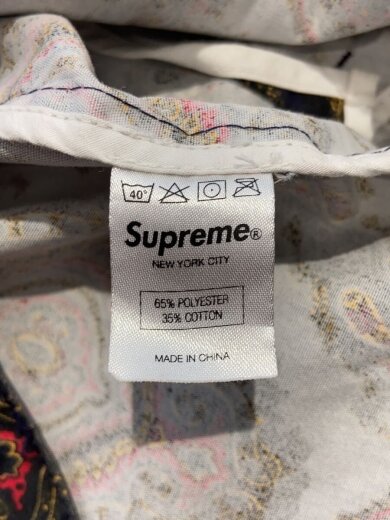 40°
Supreme®
NEW YORK CITY
65% POLYESTER
35% COTTON
MADE IN CHINA